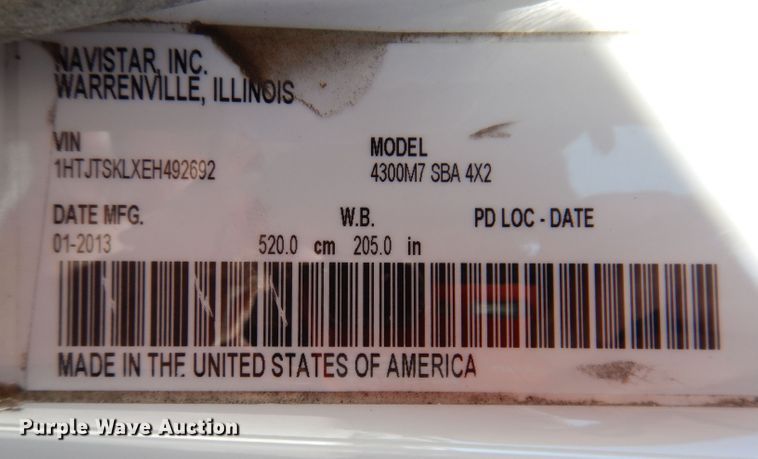 NAVISTAR, INC.
WARRENVILLE, ILLINOIS
VIN MODEL
1HTJTSKLXEH492692 4300M7 SBA 4X2
DATE MFG. W.B. PD LOC - DATE
01-2013 520.0 cm 205.0 in
MADE IN THE UNITED STATES OF AMERICA
Purple Wave Auction